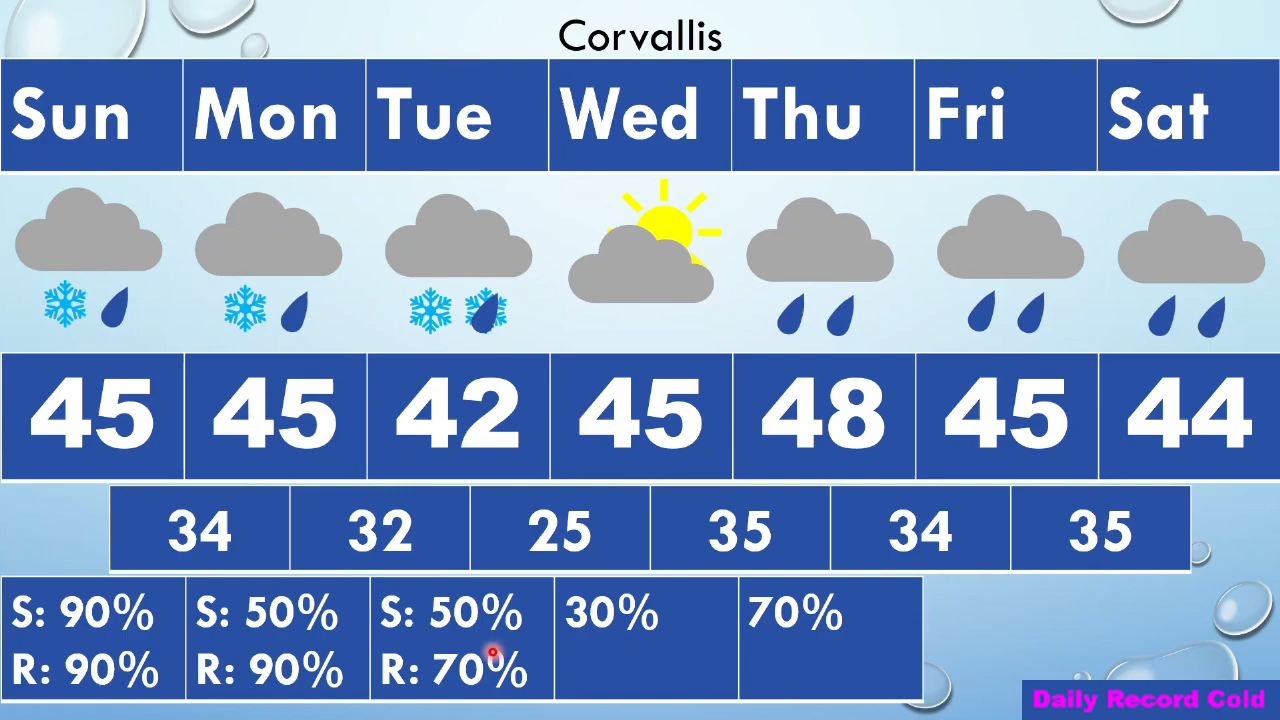 Corvallis
Sun Mon Tue Wed Thu Fri Sat
45 45 42 45 48 45 44
34 32 25 35 34 35
S: 90% S: 50% S: 50% 30% 70%
R: 90% R: 90% R: 70%
Daily Record Cold